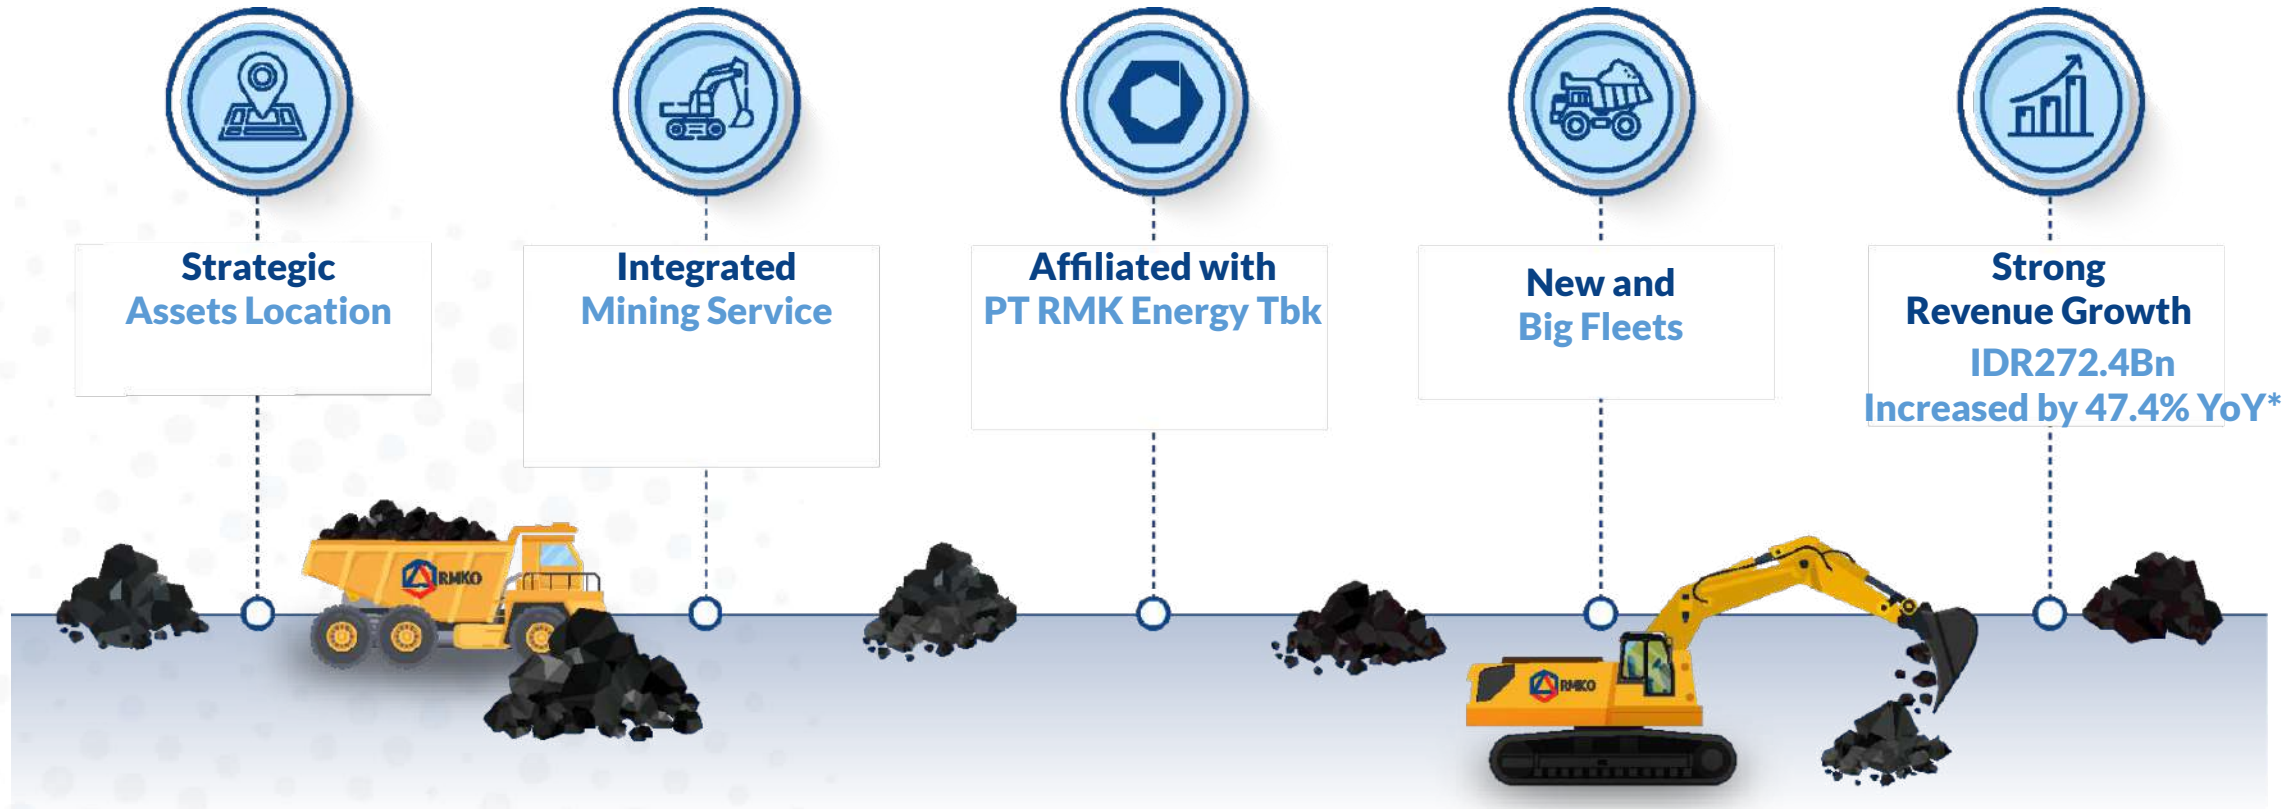 Strategic
Assets Location
Integrated
Mining Service
Affiliated with
PT RMK Energy Tbk
New and
Big Fleets
Strong
Revenue Growth
IDR272.4Bn
Increased by 47.4% YoY*
RMKO
RMKO